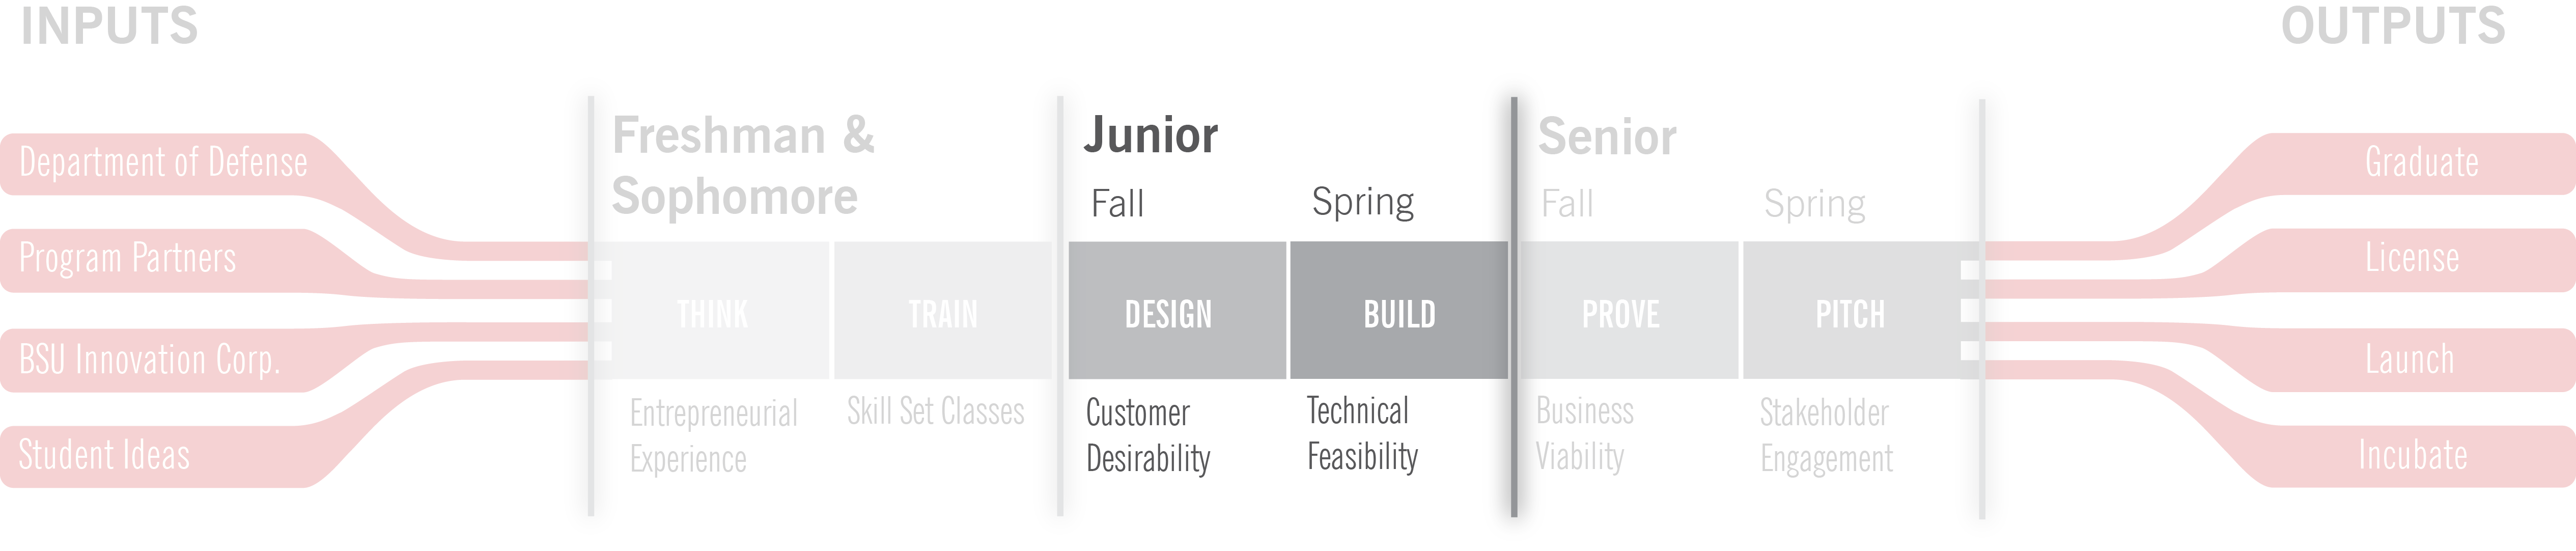 INPUTS
OUTPUTS
Department of Defense
Program Partners
BSU Innovation Corp.
Student Ideas
Freshman &
Sophomore
THINK
TRAIN
Entrepreneurial
Experience
Skill Set Classes
Junior
Fall
Spring
DESIGN
BUILD
Customer
Desirability
Technical
Feasibility
Senior
Fall
Spring
PROVE
PITCH
Business
Viability
Stakeholder
Engagement
Graduate
License
Launch
Incubate